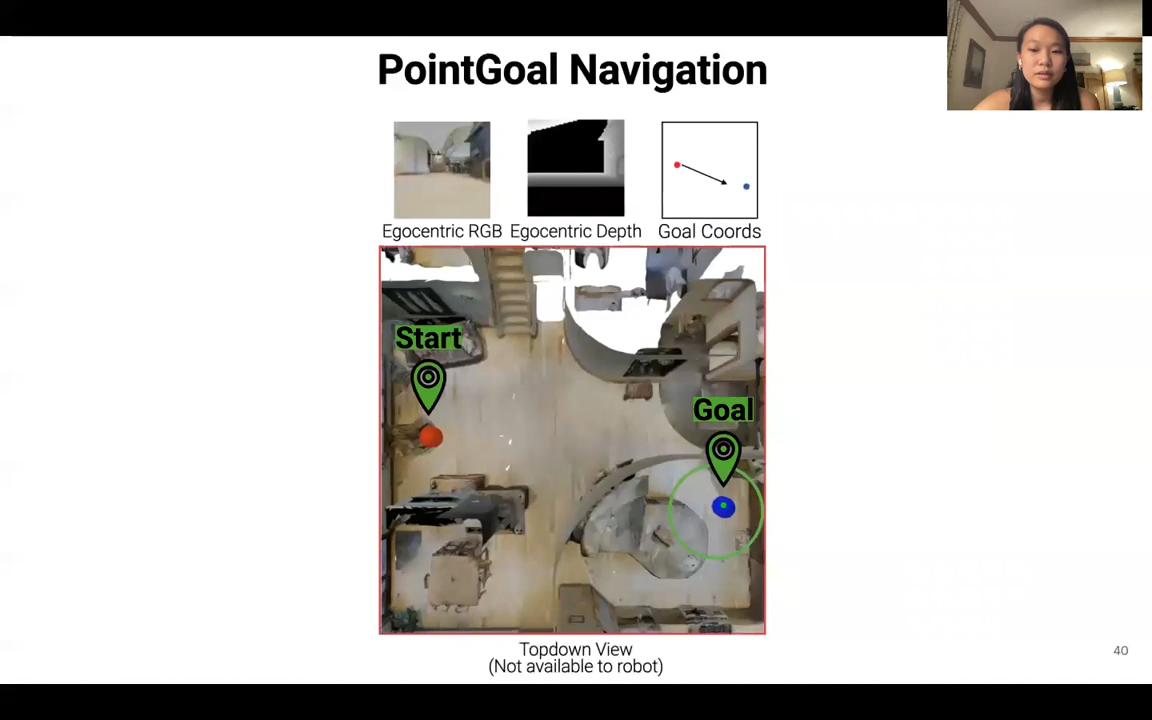 PointGoal Navigation
Egocentric RGB
Egocentric Depth
Goal Coords
Start
Goal
Topdown View
(Not available to robot)
40